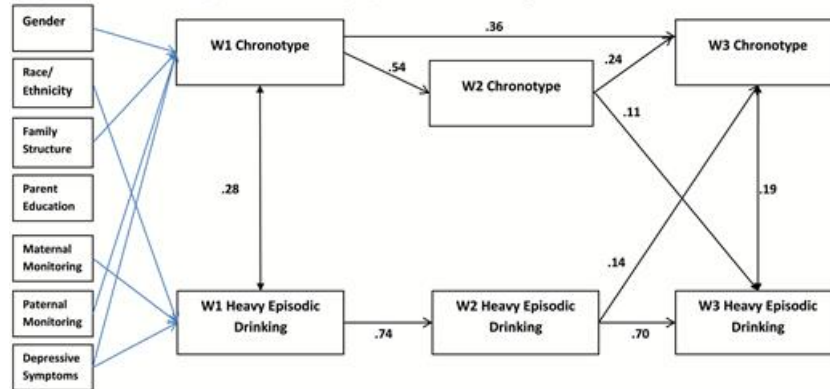 Gender
Race/
Ethnicity
Family
Structure
Parent
Education
Maternal
Monitoring
Paternal
Monitoring
Depressive
Symptoms
W1 Chronotype
.36
W3 Chronotype
.54
.24
W2 Chronotype
.11
.28
.19
.14
W1 Heavy Episodic
Drinking
.74
W2 Heavy Episodic
Drinking
.70
W3 Heavy Episodic
Drinking